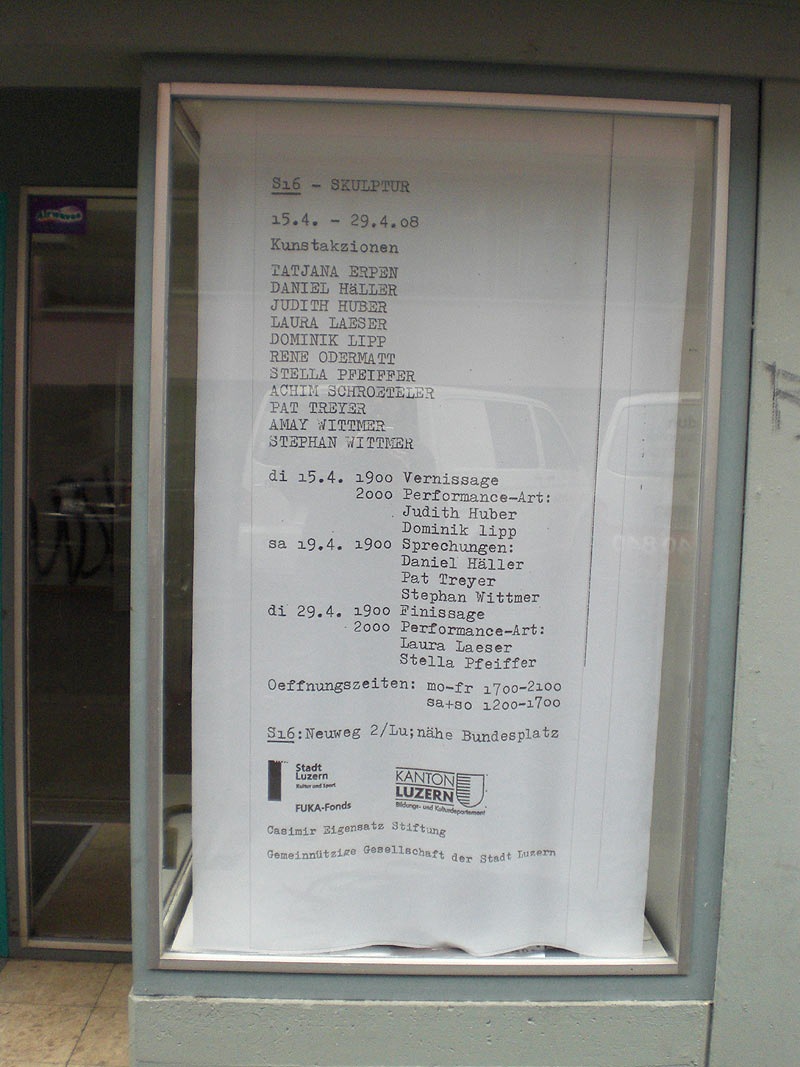 Airwaves
S16 - SKULPTUR
15.4. - 29.4.08
Kunstakzionen
TATJANA ERPEN
DANIEL HäLLER
JUDITH HUBER
LAURA LAESER
DOMINIK LIPP
RENE ODERMATT
STELLA PFEIFFER
ACHIM SCHROETELER
PAT TREYER
AMAY WITTMER
STEPHAN WITTMER
di 15.4. 1900 Vernissage
2000 Performance-Art:
Judith Huber
Dominik lipp
sa 19.4. 1900 Sprechungen:
Daniel Häller
Pat Treyer
Stephan Wittmer
di 29.4. 1900 Finissage
2000 Performance-Art:
Laura Laeser
Stella Pfeiffer
Oeffnungszeiten: mo-fr 1700-2100
sa+so 1200-1700
S16:Neuweg 2/Lu;nähe Bundesplatz
Stadt
Luzern
Kultur und Sport
FUKA-Fonds
KANTON
LUZERN
Bildungs- und Kulturdepartement
Casimir Eigensatz Stiftung
Gemeinnützige Gesellschaft der Stadt Luzern